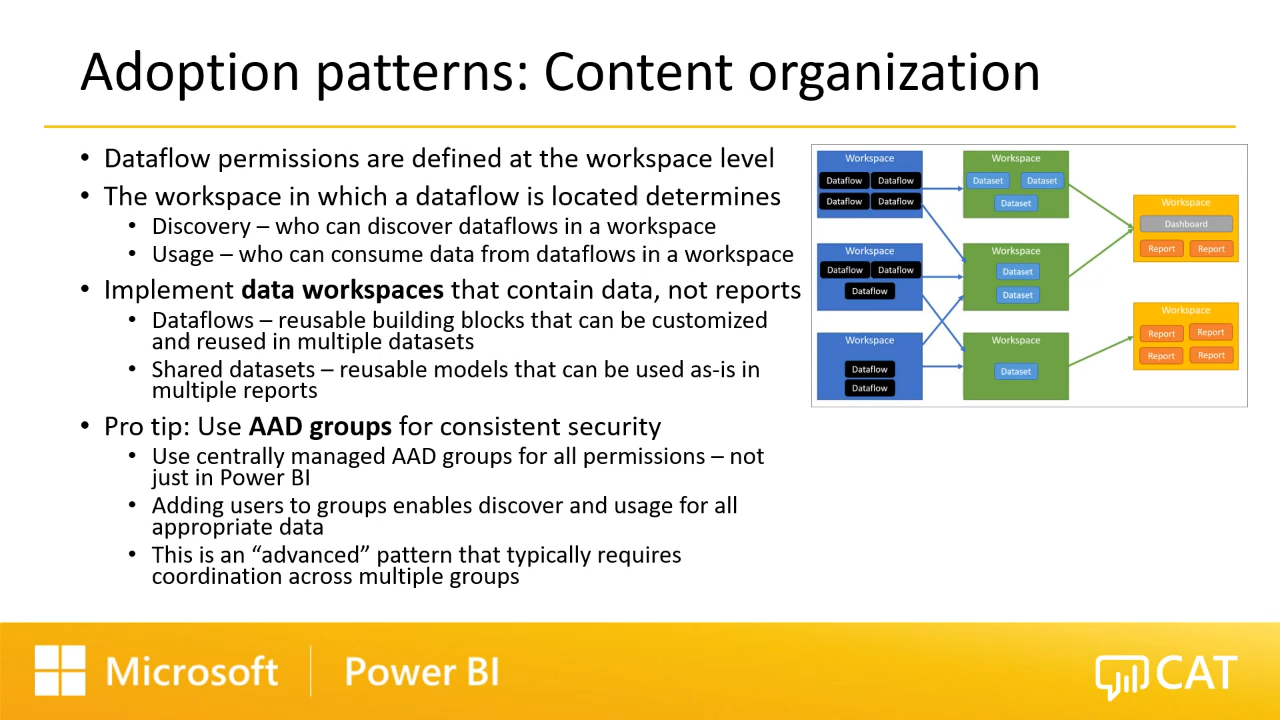 Adoption patterns: Content organization
• Dataflow permissions are defined at the workspace level
• The workspace in which a dataflow is located determines
• Discovery – who can discover dataflows in a workspace
• Usage – who can consume data from dataflows in a workspace
• Implement data workspaces that contain data, not reports
• Dataflows – reusable building blocks that can be customized
and reused in multiple datasets
• Shared datasets – reusable models that can be used as-is in
multiple reports
• Pro tip: Use AAD groups for consistent security
• Use centrally managed AAD groups for all permissions – not
just in Power BI
• Adding users to groups enables discover and usage for all
appropriate data
• This is an “advanced” pattern that typically requires
coordination across multiple groups
Workspace
Dataflow Dataflow
Dataflow Dataflow
Workspace
Dataflow Dataflow
Dataflow
Workspace
Dataflow
Dataflow
Workspace
Dataset Dataset
Dataset
Workspace
Dataset
Dataset
Workspace
Dataset
Workspace
Dashboard
Report Report
Workspace
Report Report
Report Report
Microsoft Power BI
CAT